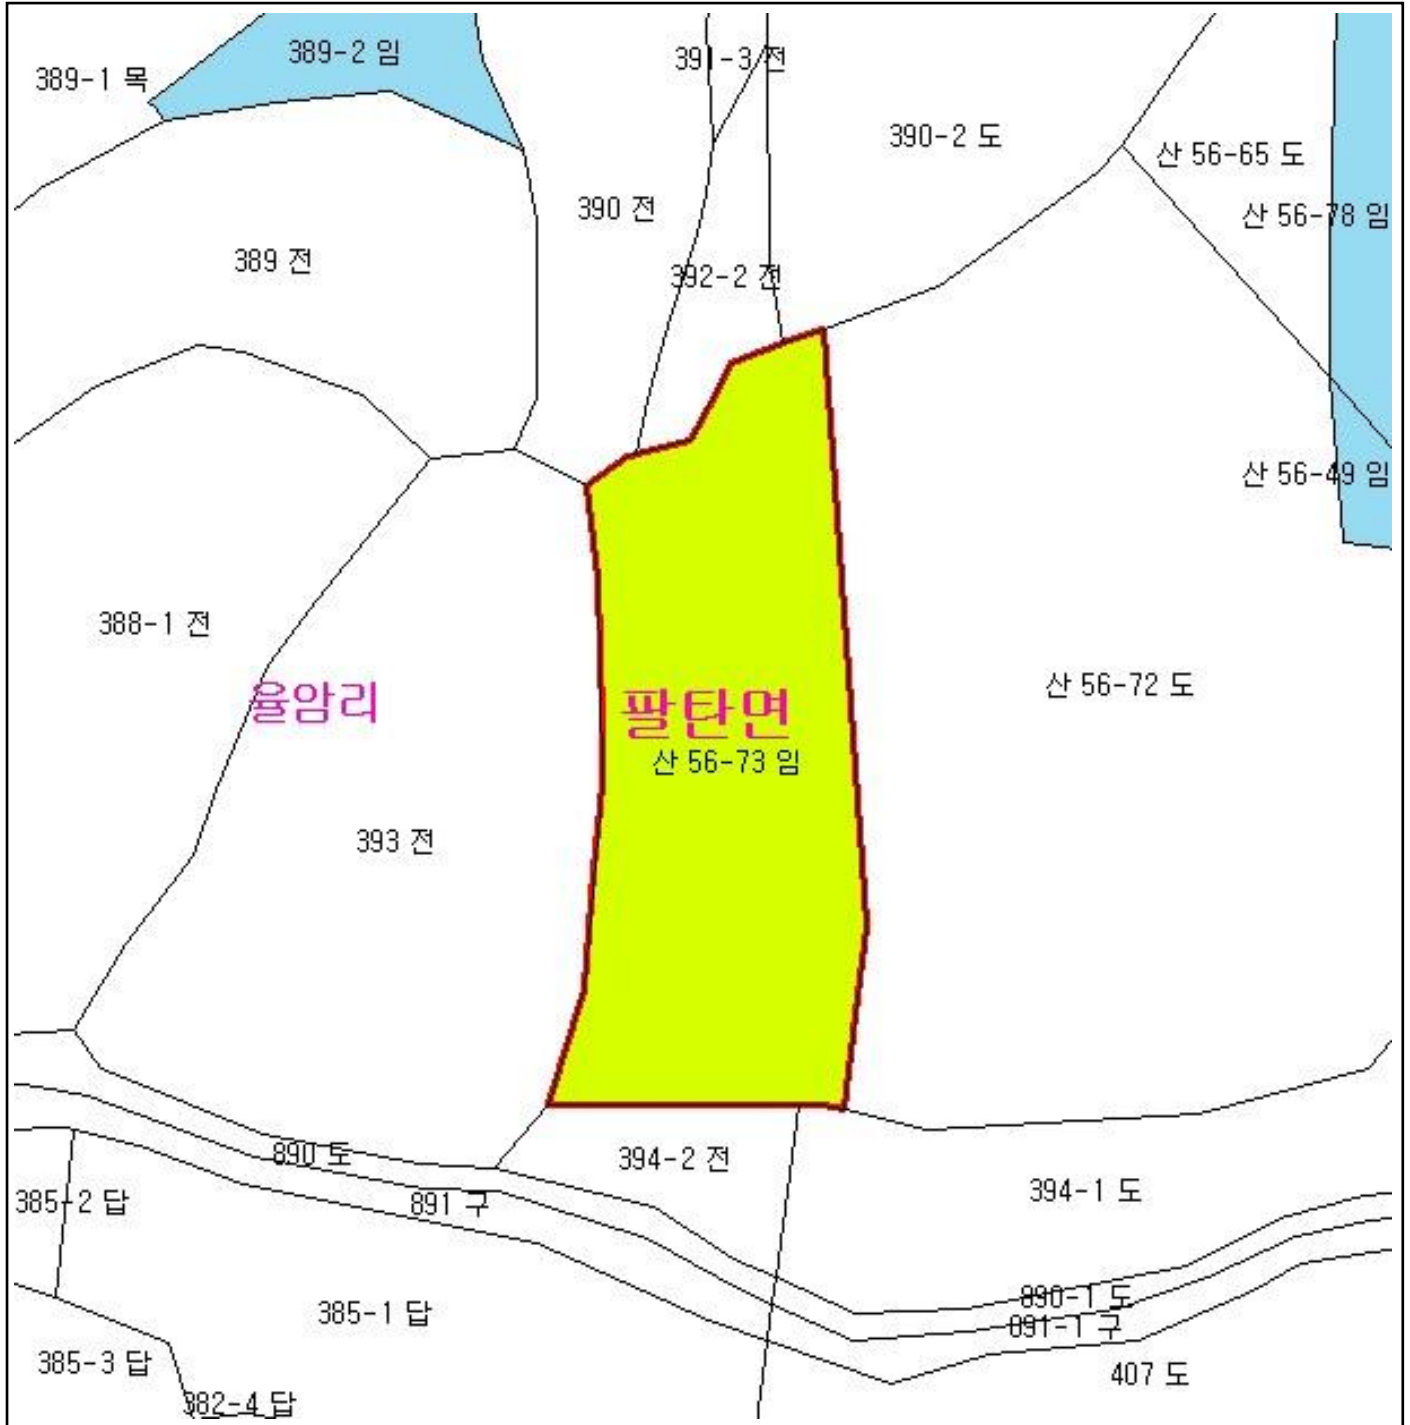 389-2 임
391-3 전
389-1 목
390-2 도
산 56-65 도
390 전
산 56-78 임
389 전
392-2 전
산 56-49 임
388-1 전
율암리
팔탄면
산 56-72 도
산 56-73 임
393 전
890 도
394-2 전
385-2 답
891 구
394-1 도
890-1 도
385-1 답
891-1 구
385-3 답
407 도
382-4 답